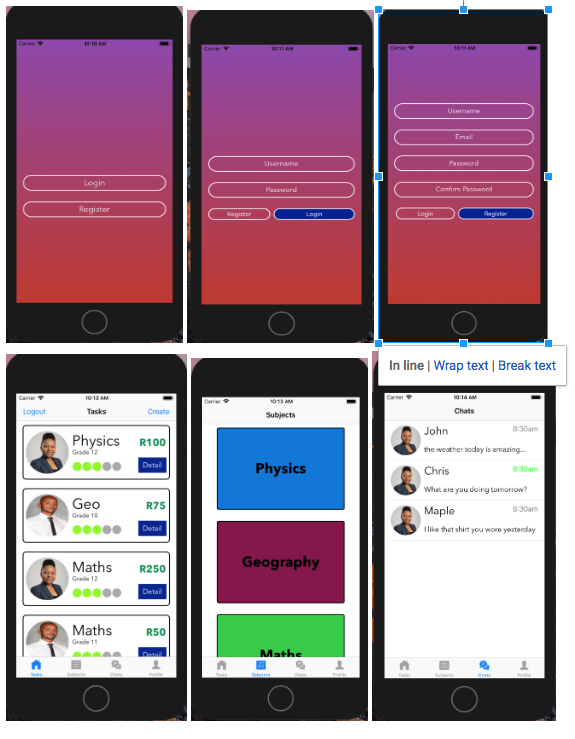 Carrier 10:10 AM
Login
Register
Carrier 10:11 AM
Username
Password
Register Login
Carrier 10:11 AM
Username
Email
Password
Confirm Password
Login Register
In line | Wrap text | Break text
Carrier 10:13 AM
Logout Tasks Create
Physics R100
Grade 12
Detail
Geo R75
Grade 10
Detail
Maths R250
Grade 12
Detail
Maths R50
Grade 11
Detail
Tasks Subjects Chats Profile
Carrier 10:13 AM
Subjects
Physics
Geography
Maths
Tasks Subjects Chats Profile
Carrier 10:14 AM
Chats
John 8:30am
the weather today is amazing...
Chris 8:30am
What are you doing tomorrow?
Maple 8:30am
I like that shirt you wore yesterday
Tasks Subjects Chats Profile